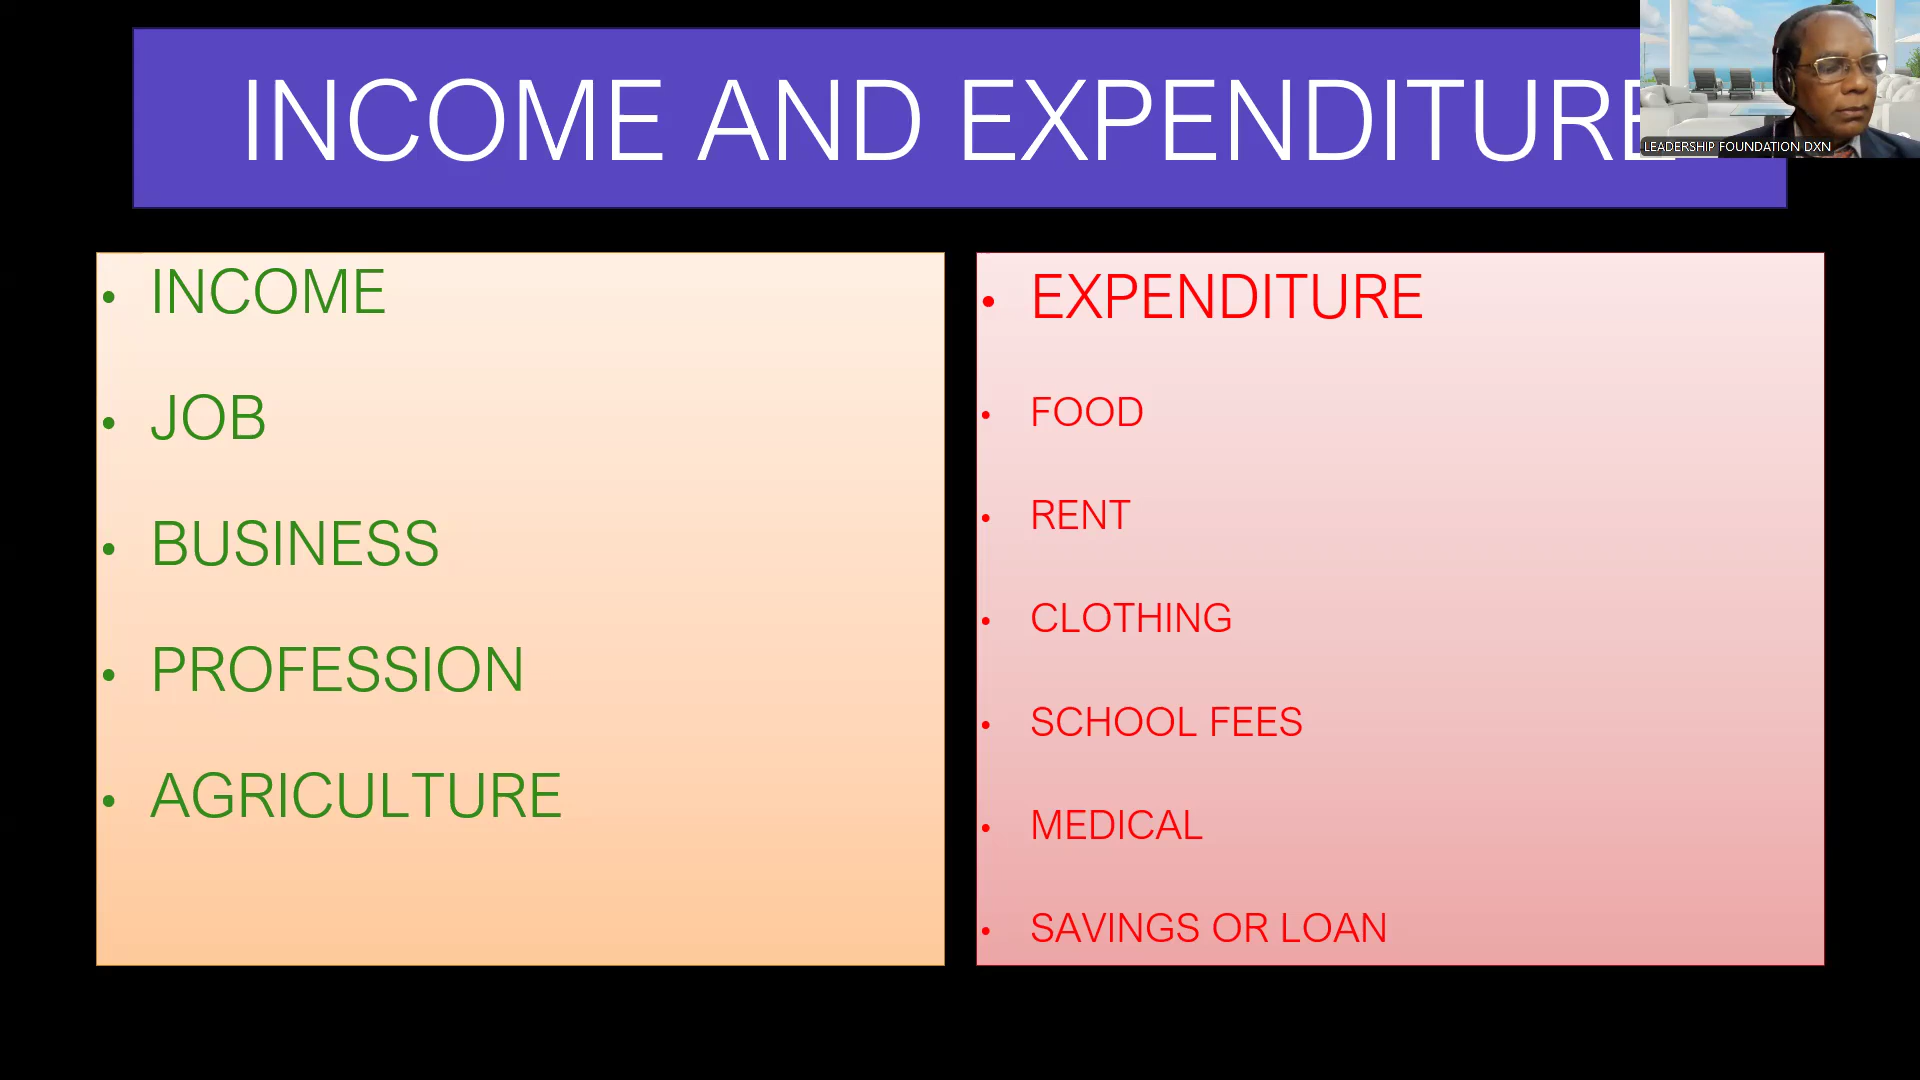 INCOME AND EXPENDITURE
LEADERSHIP FOUNDATION DXN
• INCOME
• JOB
• BUSINESS
• PROFESSION
• AGRICULTURE
• EXPENDITURE
• FOOD
• RENT
• CLOTHING
• SCHOOL FEES
• MEDICAL
• SAVINGS OR LOAN